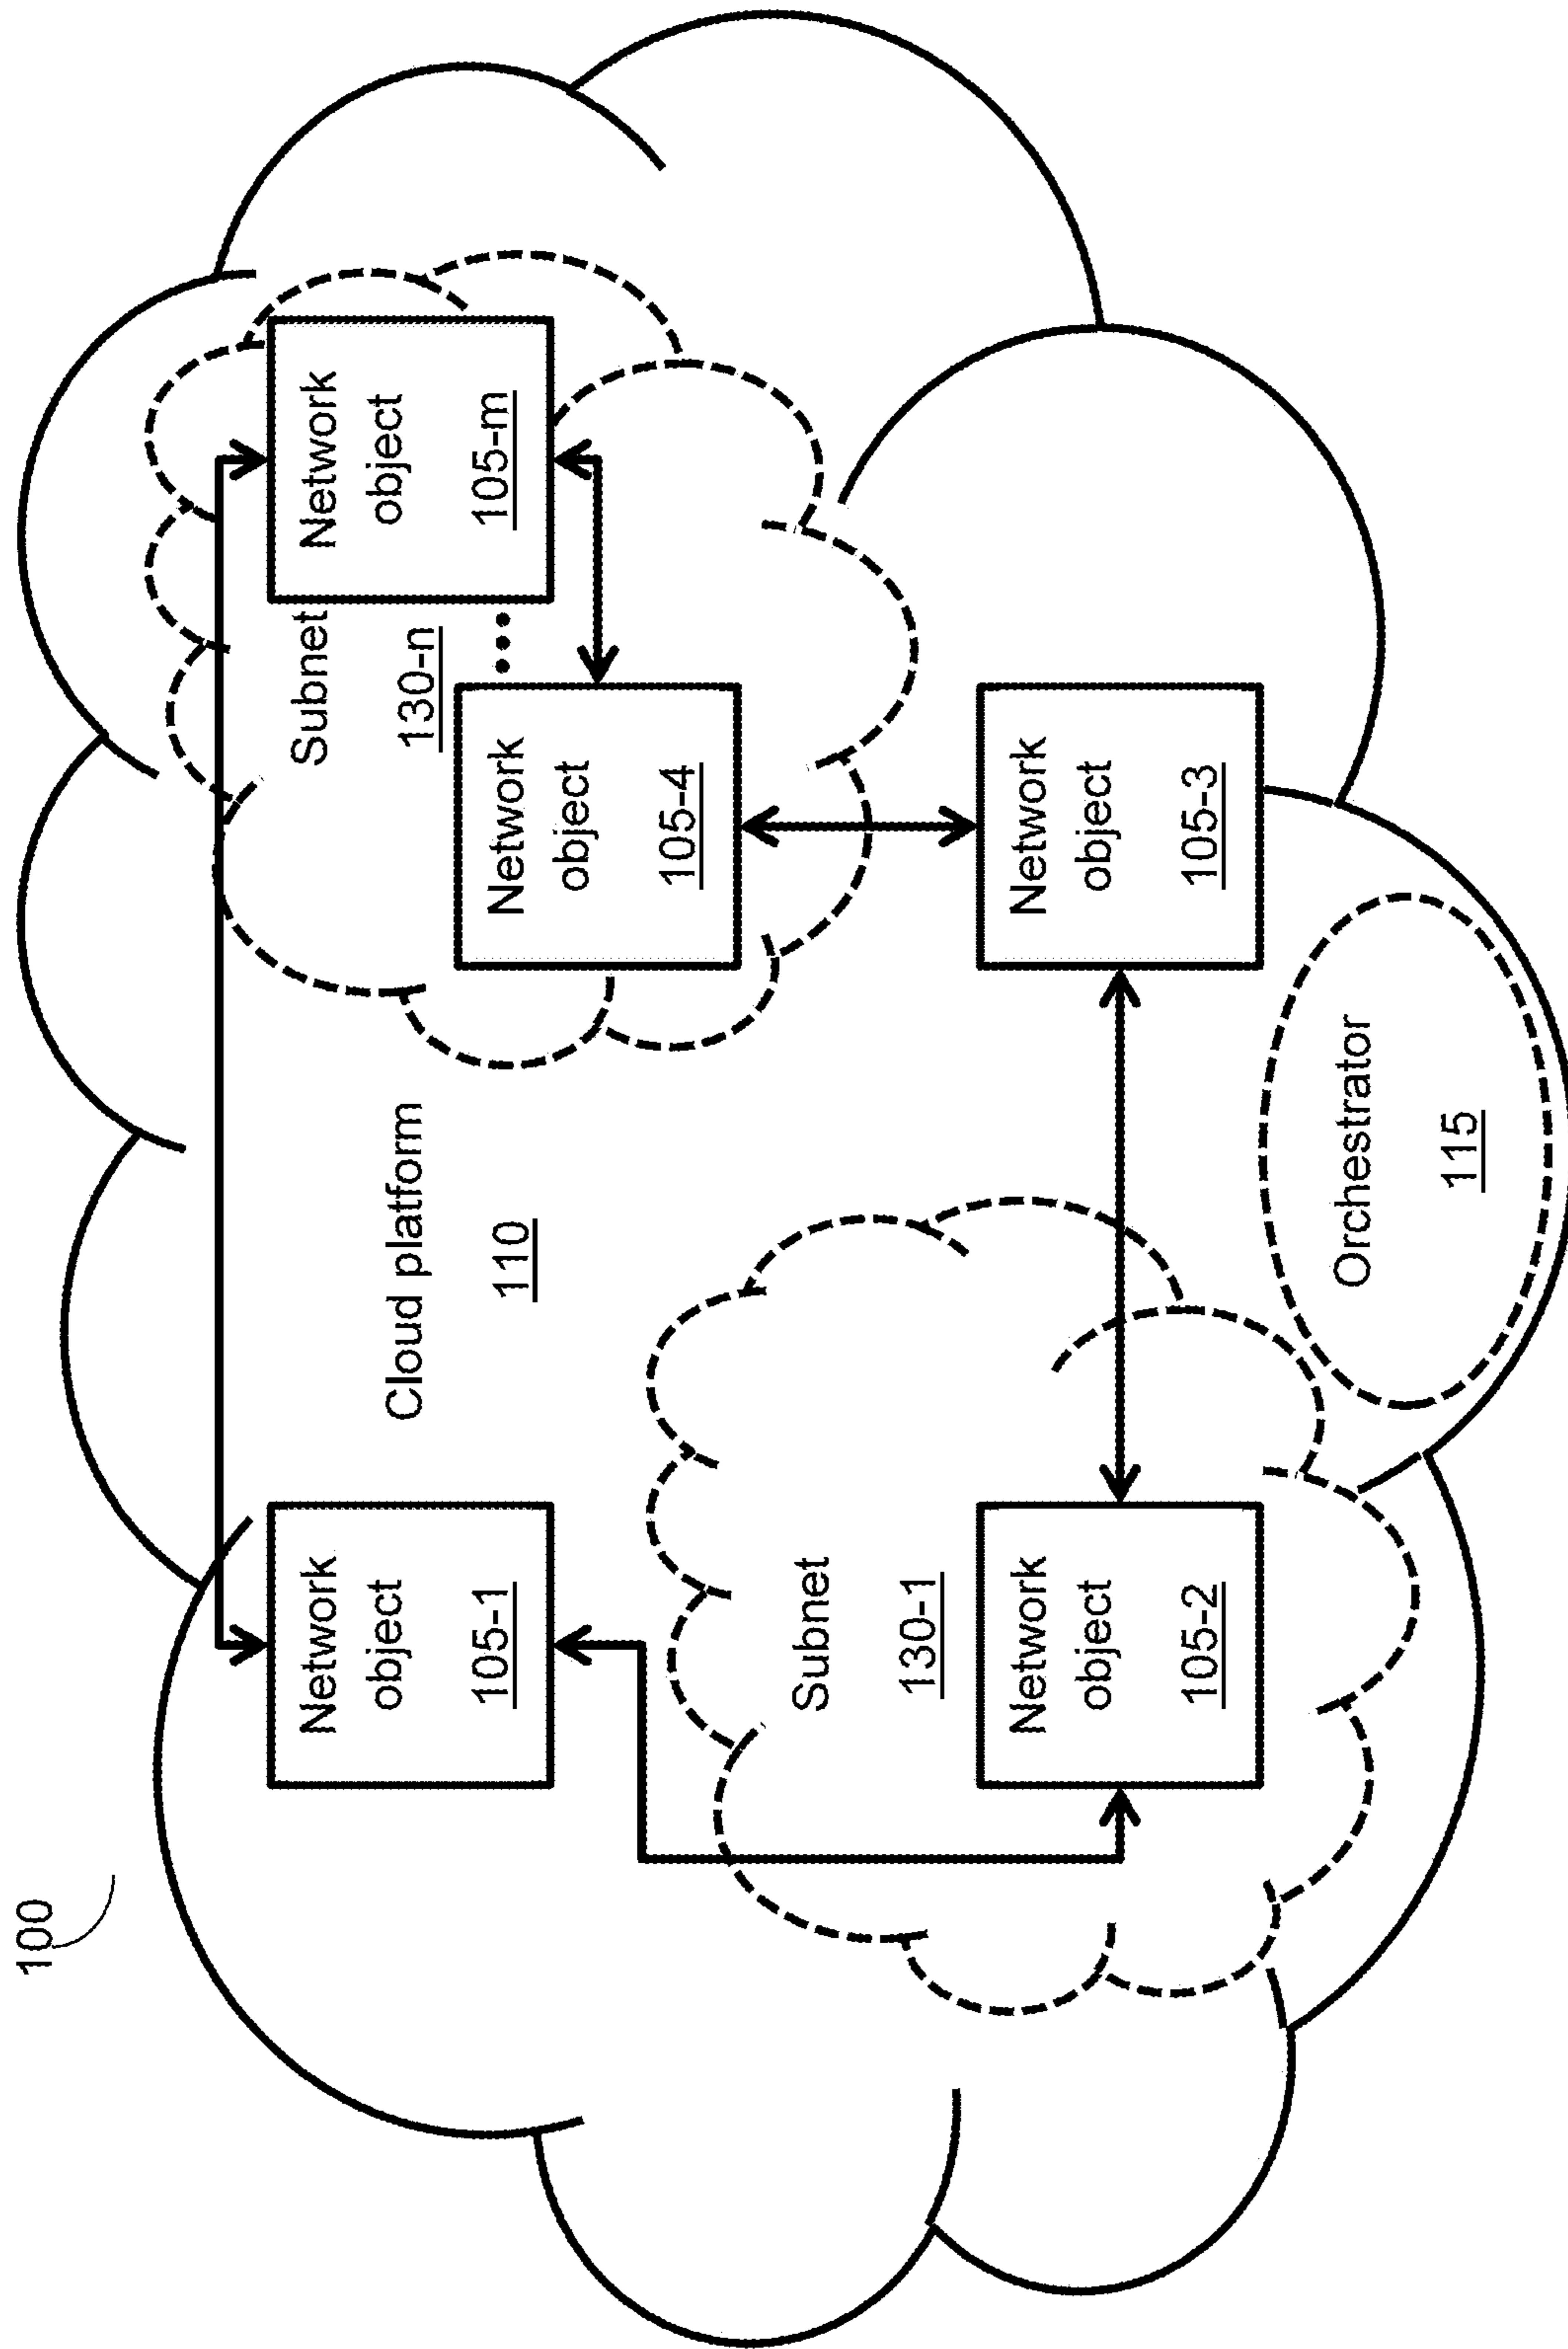 100
Network
object
105-1
Cloud platform
110
Subnet
130-n
Network
object
105-m
Network
object
105-4
Subnet
130-1
Network
object
105-2
Network
object
105-3
Orchestrator
115